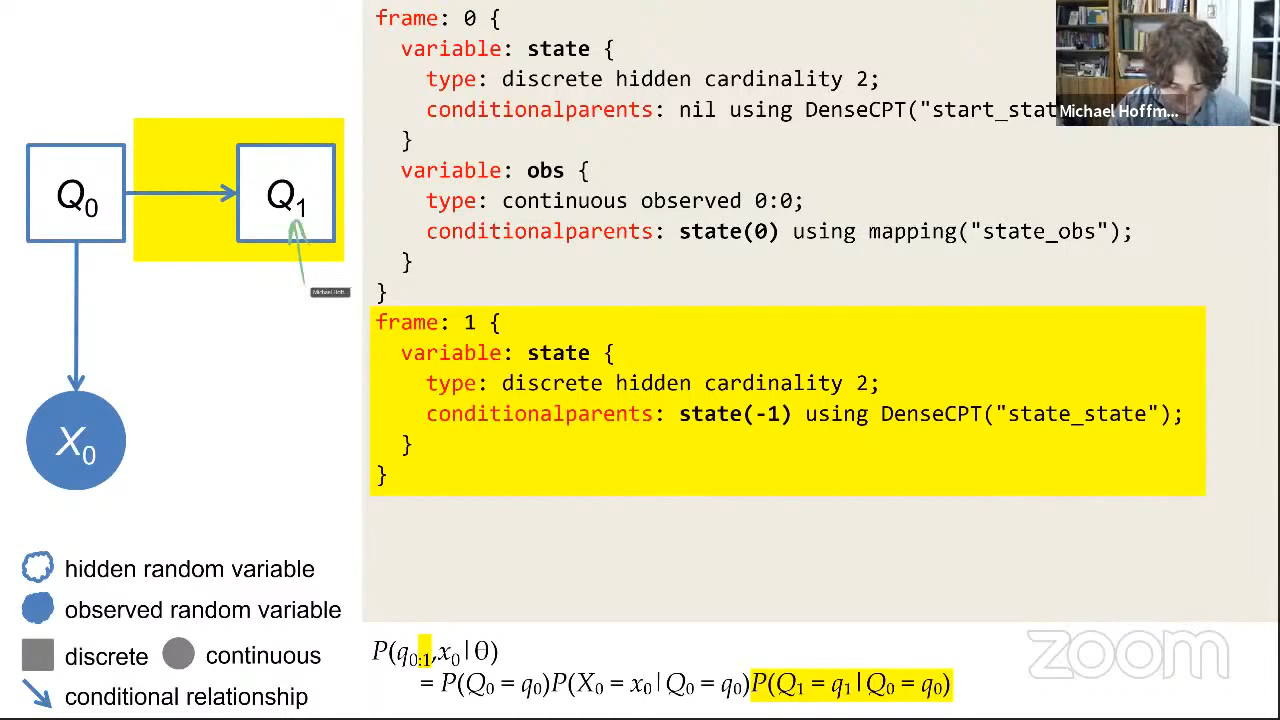 frame: 0 {
variable: state {
type: discrete hidden cardinality 2;
conditionalparents: nil using DenseCPT("start_stat
}
variable: obs {
type: continuous observed 0:0;
conditionalparents: state(0) using mapping("state_obs");
}
}
frame: 1 {
variable: state {
type: discrete hidden cardinality 2;
conditionalparents: state(-1) using DenseCPT("state_state");
}
}
Michael Hoffm...
Q0
Q1
Michael Hoff...
X0
hidden random variable
observed random variable
discrete continuous
conditional relationship
P(q0:1,x0|θ)
= P(Q0 = q0)P(X0 = x0|Q0 = q0)P(Q1 = q1|Q0 = q0)
zoom